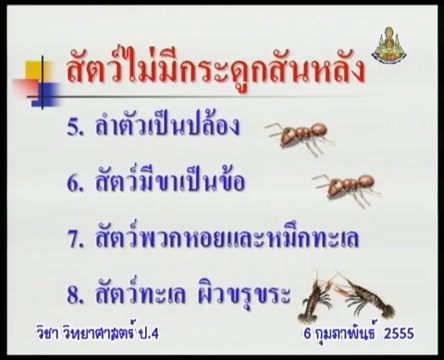 สัตว์ไม่มีกระดูกสันหลัง
5. ลำตัวเป็นปล้อง
6. สัตว์มีขาเป็นข้อ
7. สัตว์พวกหอยและหมึกทะเล
8. สัตว์ทะเล ผิวขรุขระ
วิชา วิทยาศาสตร์ ป.4
6 กุมภาพันธ์ 2555